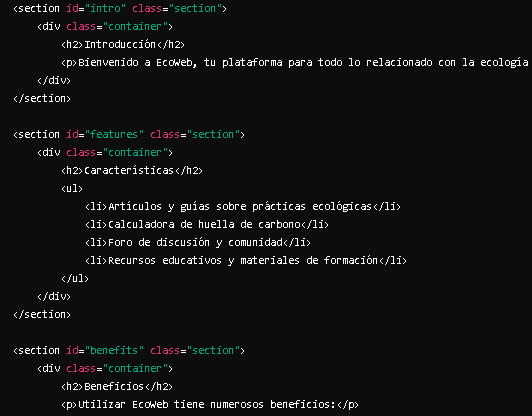 <section id="intro" class="section">
<div class="container">
<h2>Introducción</h2>
<p>Bienvenido a EcoWeb, tu plataforma para todo lo relacionado con la ecología
</div>
</section>
<section id="features" class="section">
<div class="container">
<h2>Características</h2>
<ul>
<li>Artículos y guías sobre prácticas ecológicas</li>
<li>Calculadora de huella de carbono</li>
<li>Foro de discusión y comunidad</li>
<li>Recursos educativos y materiales de formación</li>
</ul>
</div>
</section>
<section id="benefits" class="section">
<div class="container">
<h2>Beneficios</h2>
<p>Utilizar EcoWeb tiene numerosos beneficios:</p>